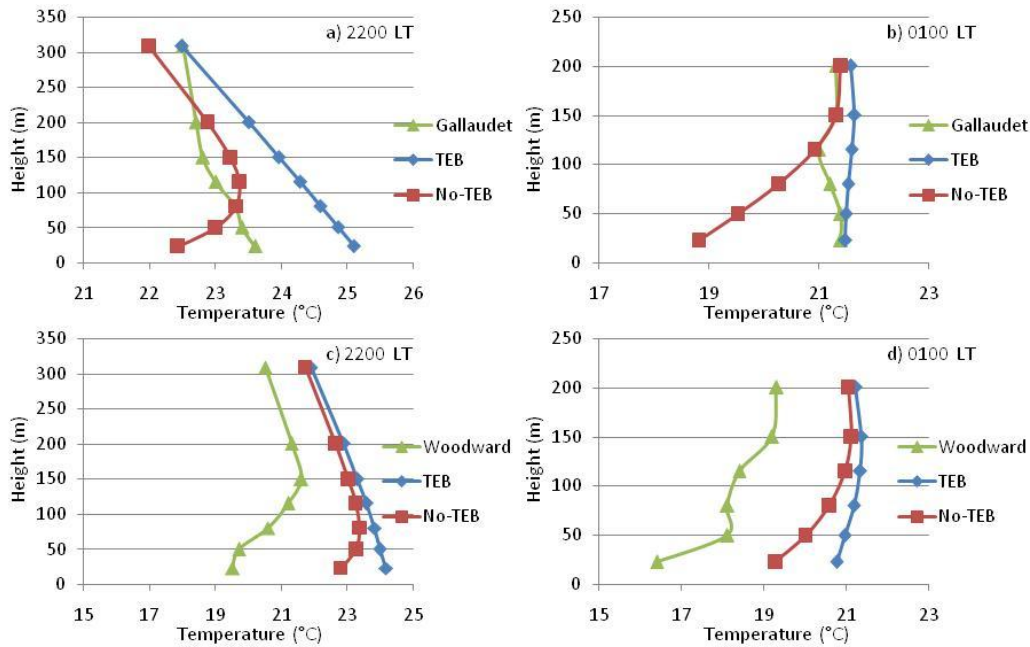 a) 2200 LT
Height (m)
350
300
250
200
150
100
50
0
21
22
23
24
25
26
Temperature (°C)
Gallaudet
TEB
No-TEB
b) 0100 LT
Height (m)
250
200
150
100
50
0
17
19
21
23
Temperature (°C)
Gallaudet
TEB
No-TEB
c) 2200 LT
Height (m)
350
300
250
200
150
100
50
0
15
17
19
21
23
25
Temperature (°C)
Woodward
TEB
No-TEB
d) 0100 LT
Height (m)
250
200
150
100
50
0
15
17
19
21
23
Temperature (°C)
Woodward
TEB
No-TEB